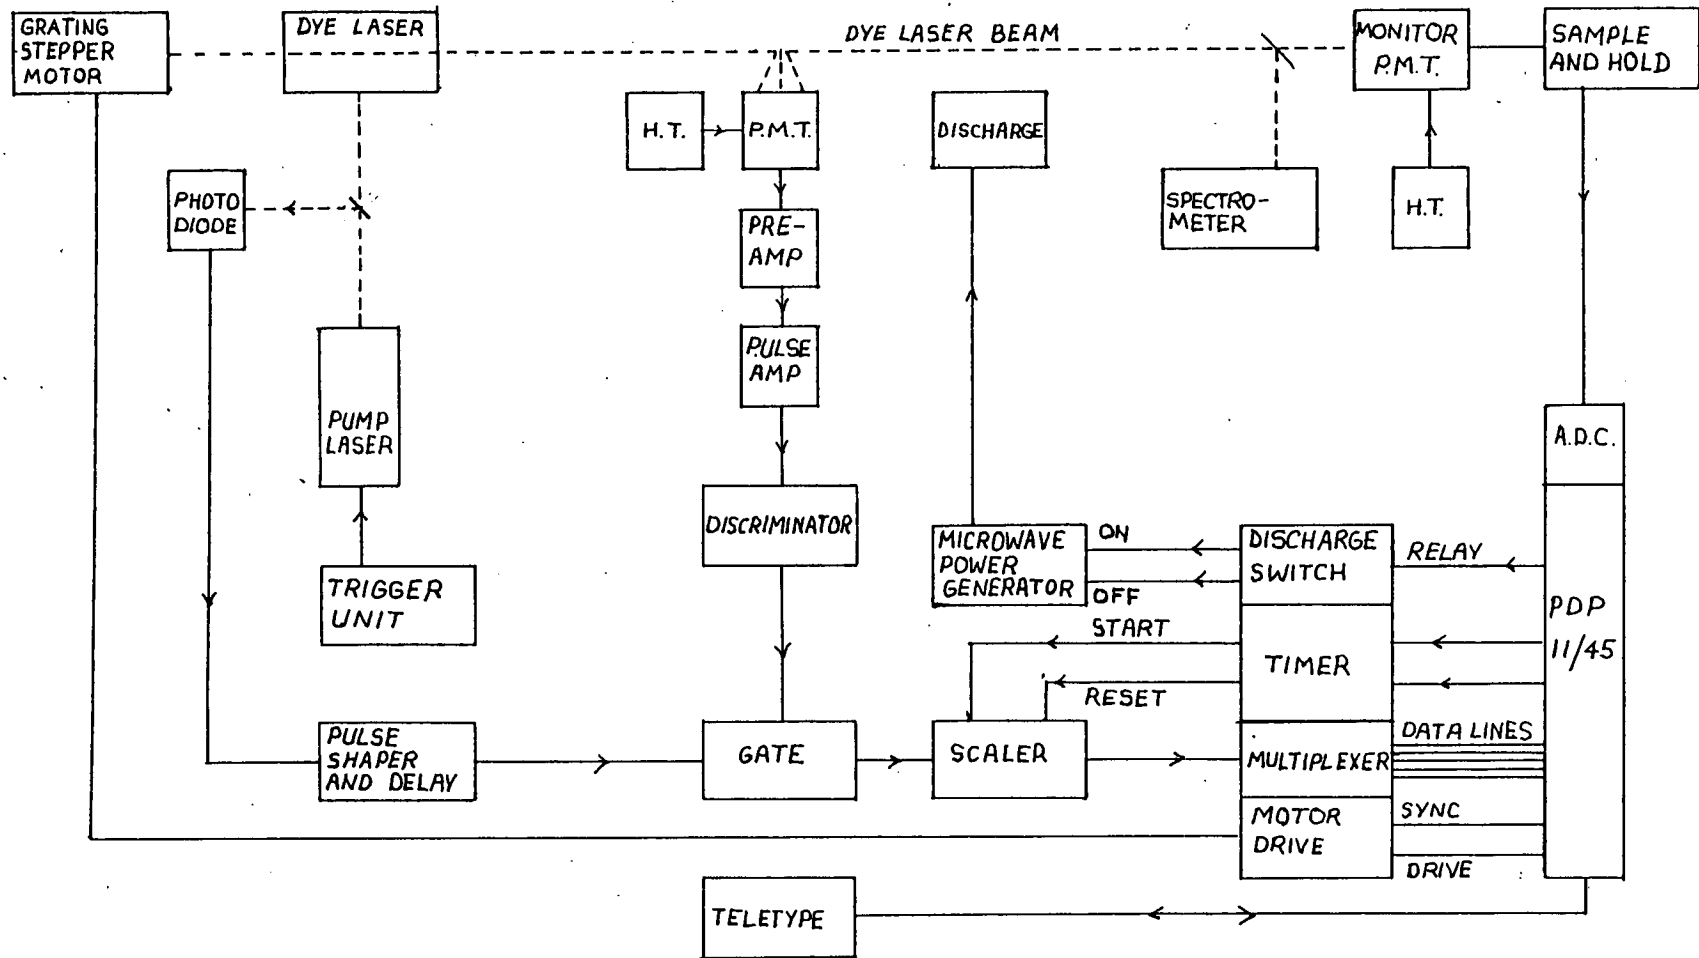 GRATING
STEPPER
MOTOR
DYE LASER
DYE LASER BEAM
MONITOR
P.M.T.
SAMPLE
AND HOLD
H.T.
P.M.T.
DISCHARGE
PHOTO
DIODE
SPECTRO-
METER
H.T.
PRE-
AMP
PULSE
AMP
PUMP
LASER
A.D.C.
DISCRIMINATOR
MICROWAVE
POWER
GENERATOR
ON
OFF
DISCHARGE
SWITCH
RELAY
PDP
11/45
TRIGGER
UNIT
START
RESET
TIMER
PULSE
SHAPER
AND DELAY
GATE
SCALER
MULTIPLEXER
DATA LINES
MOTOR
DRIVE
SYNC
DRIVE
TELETYPE